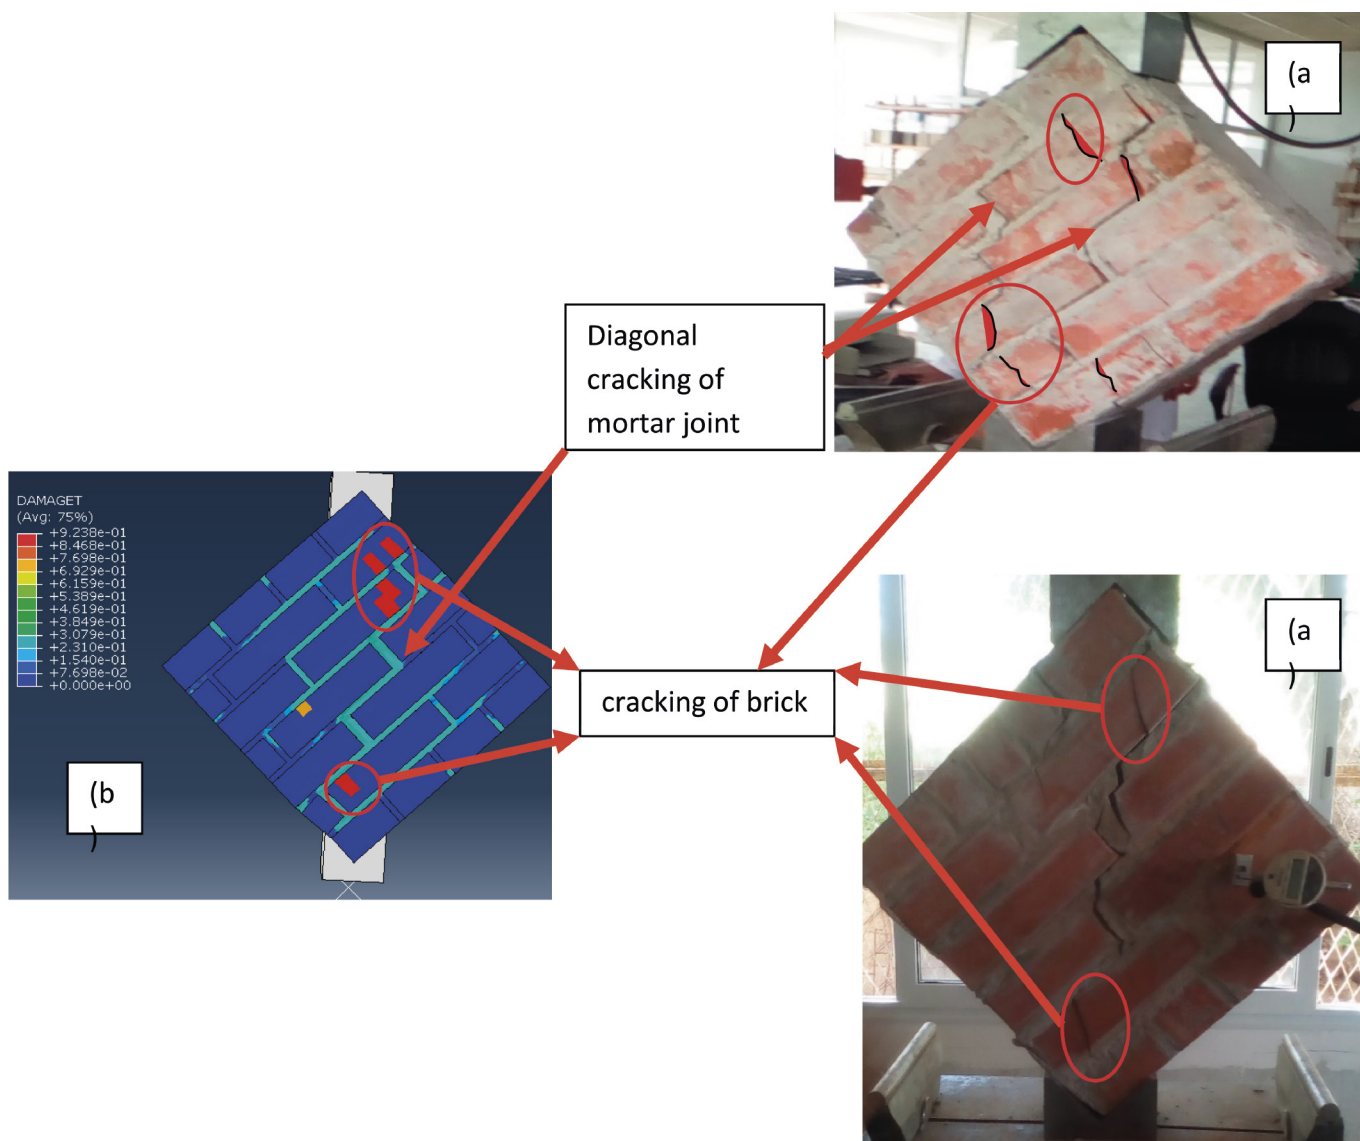 (a
)
Diagonal
cracking of
mortar joint
DAMAGET
(Avg: 75%)
+9.238e-01
+8.468e-01
+7.698e-01
+6.929e-01
+6.159e-01
+5.389e-01
+4.619e-01
+3.849e-01
+3.079e-01
+2.310e-01
+1.540e-01
+7.698e-02
+0.000e+00
(b
)
cracking of brick
(a
)